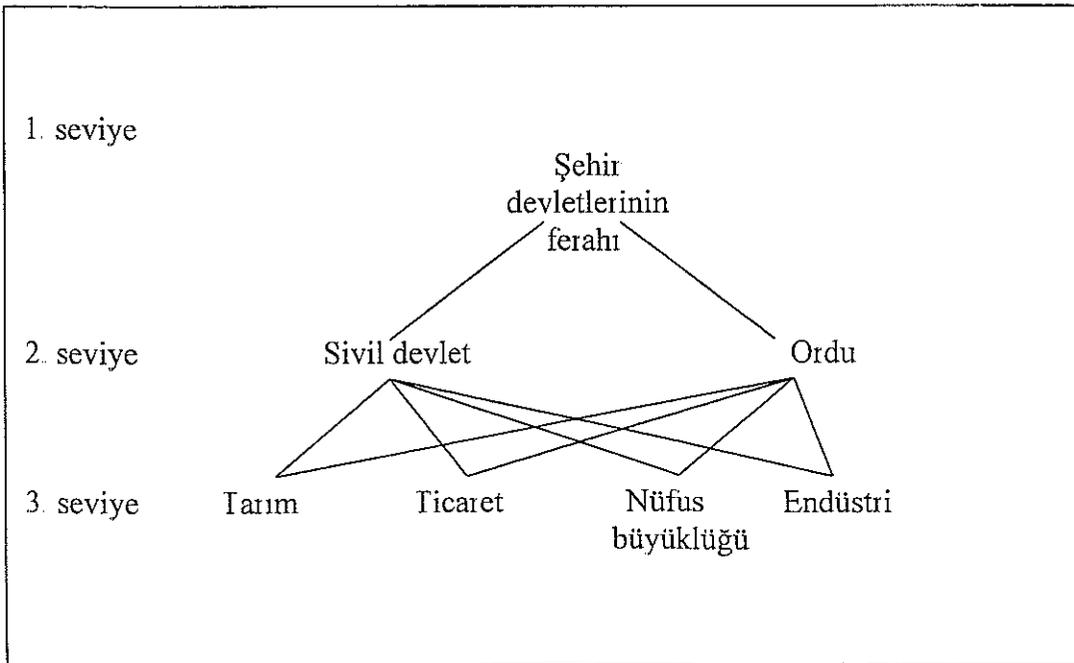 1. seviye
Şehir
devletlerinin
ferahı
2. seviye
Sivil devlet
Ordu
3. seviye
Tarım
Ticaret
Nüfus
büyüklüğü
Endüstri